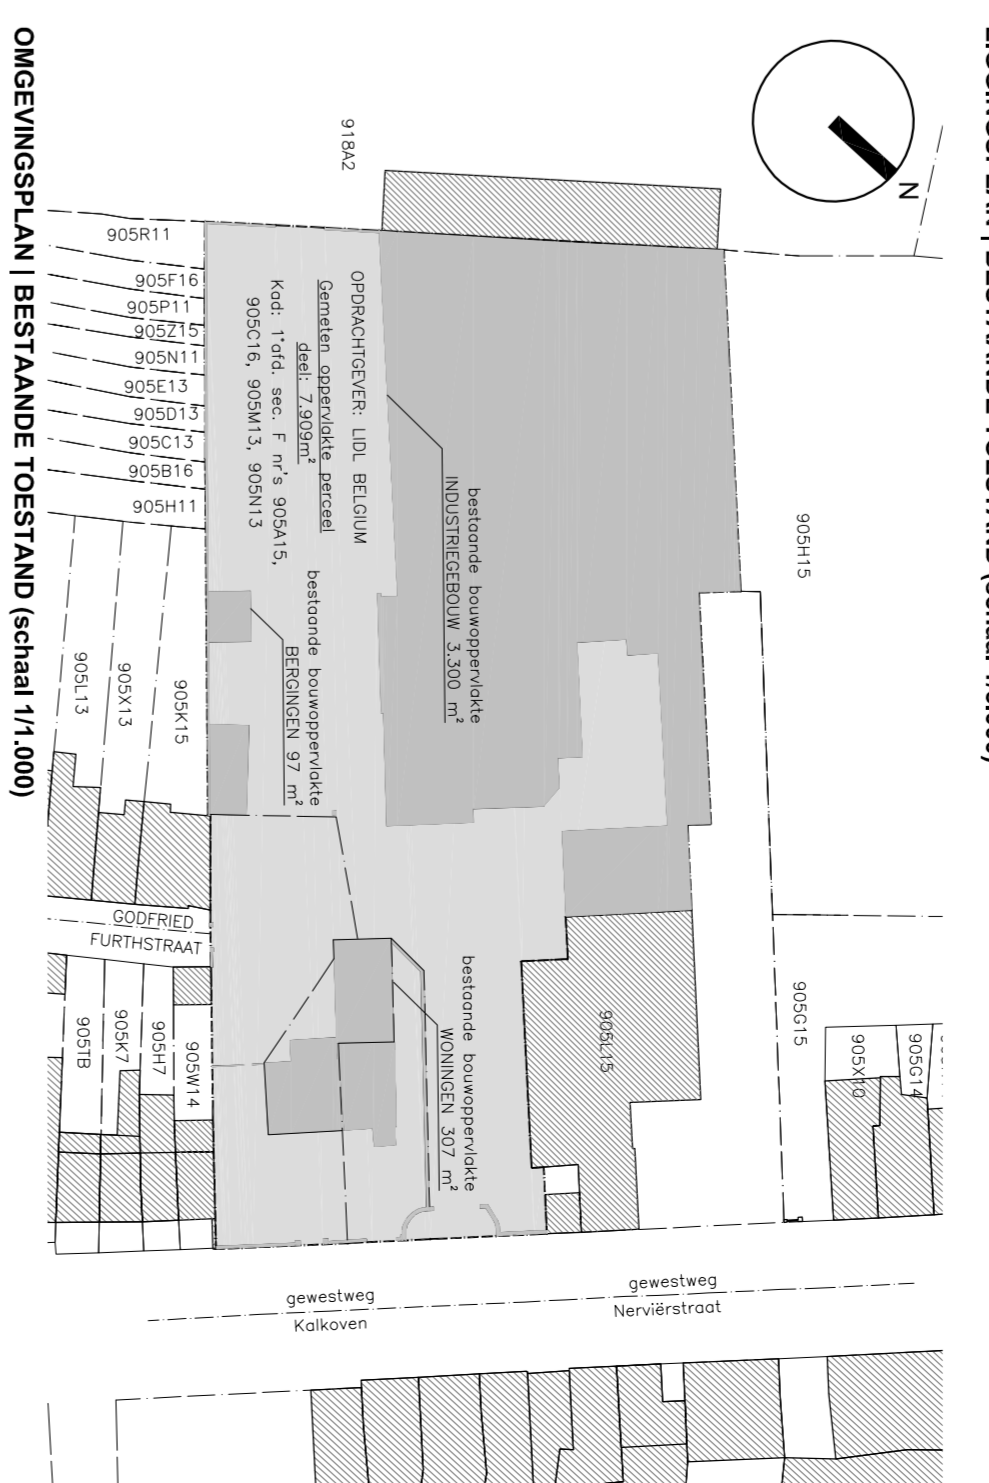 OMGEVINGSPLAN | BESTAANDE TOESTAND (schaal 1/1.000)
N
918A2
905R11
905F16
905P11
905Z15
905N11
905E13
905D13
905C13
905B16
905H11
OPDRACHTGEVER: LIDL BELGIUM
Gemeten oppervlakte perceel
deel: 7.909m²
Kad: 1°afd. sec. F nr's 905A15,
905C16, 905M13, 905N13
bestaande bouwoppervlakte
INDUSTRIEGEBOUW 3.300 m²
bestaande bouwoppervlakte
BERGINGEN 97 m²
905H15
905L13
905X13
905K15
GODFRIED
FURTHSTRAAT
bestaande bouwoppervlakte
WONINGEN 307 m²
905L15
905G15
905X10
905G14
905TB
905K7
905H7
905W14
gewestweg
Kalkoven
gewestweg
Nerviërstraat